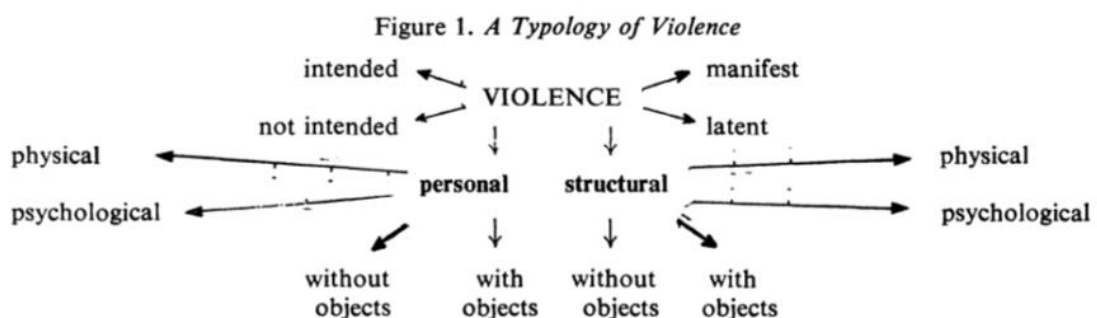 Figure 1. A Typology of Violence
intended
manifest
VIOLENCE
not intended
latent
physical
physical
personal
structural
psychological
psychological
without with without with
objects objects objects objects